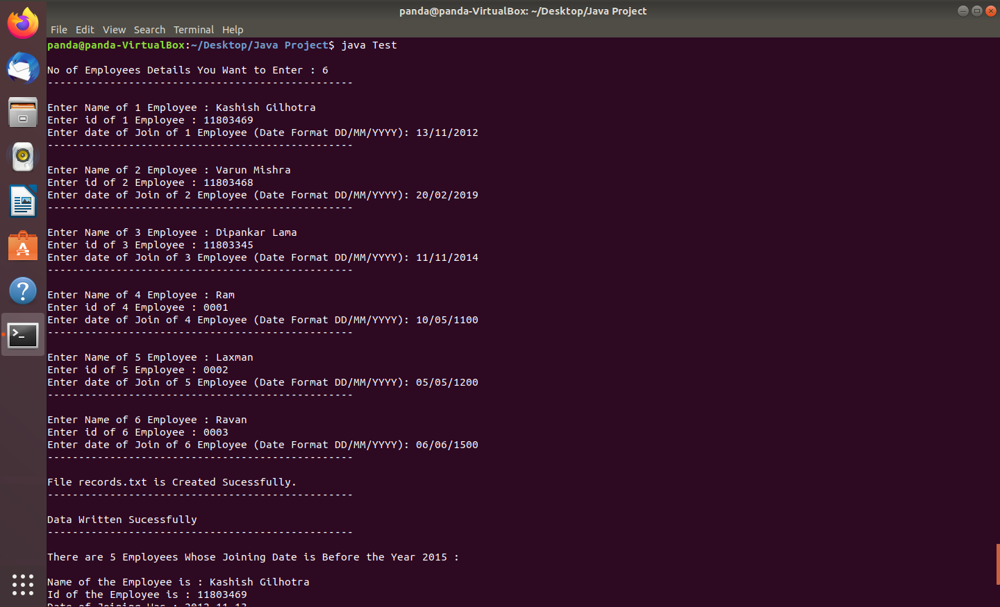 panda@panda-VirtualBox: ~/Desktop/Java Project
File Edit View Search Terminal Help
panda@panda-VirtualBox:~/Desktop/Java Project$ java Test
No of Employees Details You Want to Enter : 6
-------------------------------------------------
Enter Name of 1 Employee : Kashish Gilhotra
Enter id of 1 Employee : 11803469
Enter date of Join of 1 Employee (Date Format DD/MM/YYYY): 13/11/2012
-------------------------------------------------
Enter Name of 2 Employee : Varun Mishra
Enter id of 2 Employee : 11803468
Enter date of Join of 2 Employee (Date Format DD/MM/YYYY): 20/02/2019
-------------------------------------------------
Enter Name of 3 Employee : Dipankar Lama
Enter id of 3 Employee : 11803345
Enter date of Join of 3 Employee (Date Format DD/MM/YYYY): 11/11/2014
-------------------------------------------------
Enter Name of 4 Employee : Ram
Enter id of 4 Employee : 0001
Enter date of Join of 4 Employee (Date Format DD/MM/YYYY): 10/05/1100
-------------------------------------------------
Enter Name of 5 Employee : Laxman
Enter id of 5 Employee : 0002
Enter date of Join of 5 Employee (Date Format DD/MM/YYYY): 05/05/1200
-------------------------------------------------
Enter Name of 6 Employee : Ravan
Enter id of 6 Employee : 0003
Enter date of Join of 6 Employee (Date Format DD/MM/YYYY): 06/06/1500
-------------------------------------------------
File records.txt is Created Sucessfully.
-------------------------------------------------
Data Written Sucessfully
-------------------------------------------------
There are 5 Employees Whose Joining Date is Before the Year 2015 :
Name of the Employee is : Kashish Gilhotra
Id of the Employee is : 11803469
Date of Joining Was : 2012-11-13